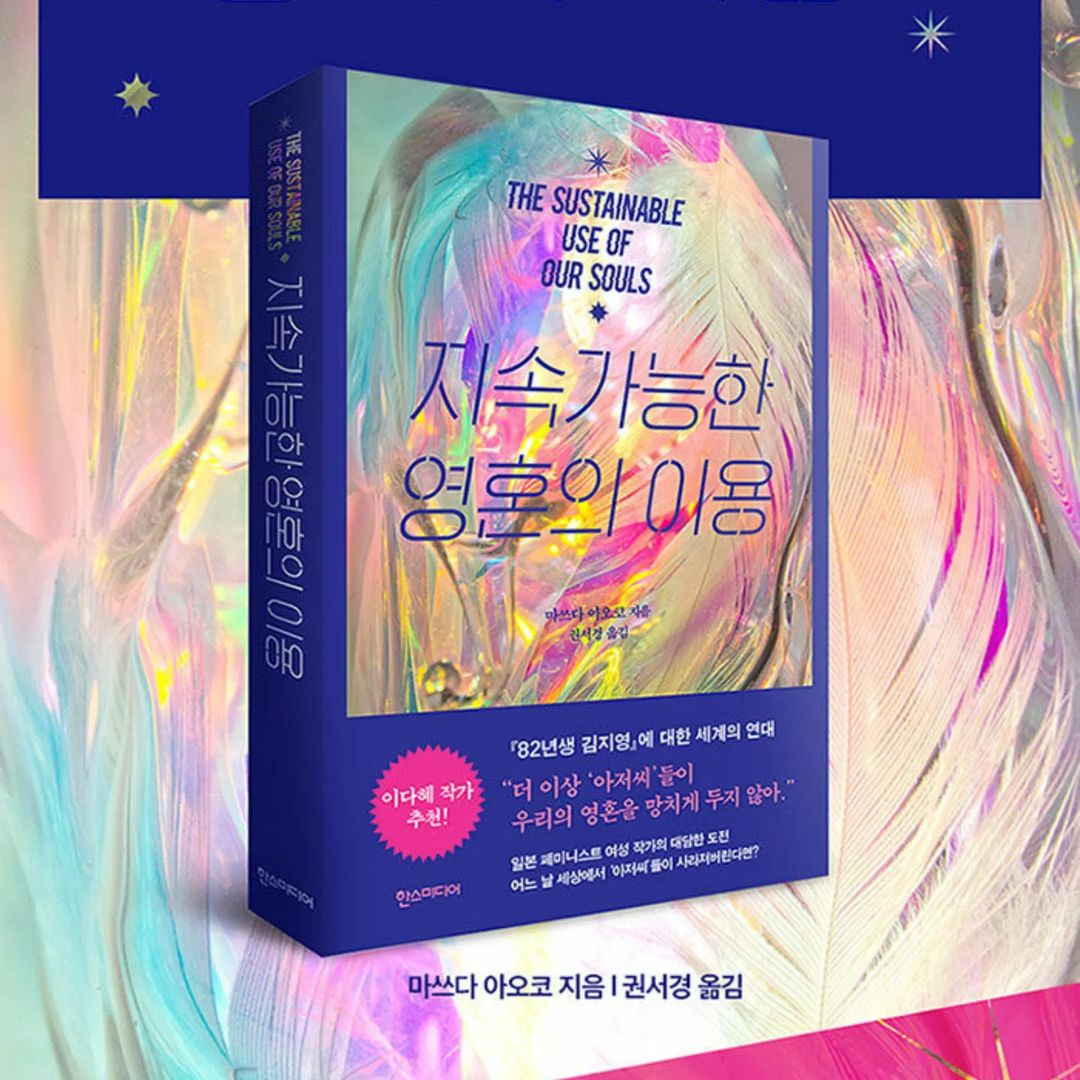 THE SUSTAINABLE
USE OF OUR SOULS
지속가능한 영혼의 이용
한스미디어
THE SUSTAINABLE
USE OF
OUR SOULS
지속가능한
영혼의 이용
마쓰다 아오코 지음
권서경 옮김
『82년생 김지영』에 대한 세계의 연대
이다혜 작가
추천!
“더 이상 ‘아저씨’들이
우리의 영혼을 망치게 두지 않아.”
일본 페미니스트 여성 작가의 대담한 도전
어느 날 세상에서 ‘아저씨’들이 사라져버린다면?
한스미디어
마쓰다 아오코 지음 | 권서경 옮김